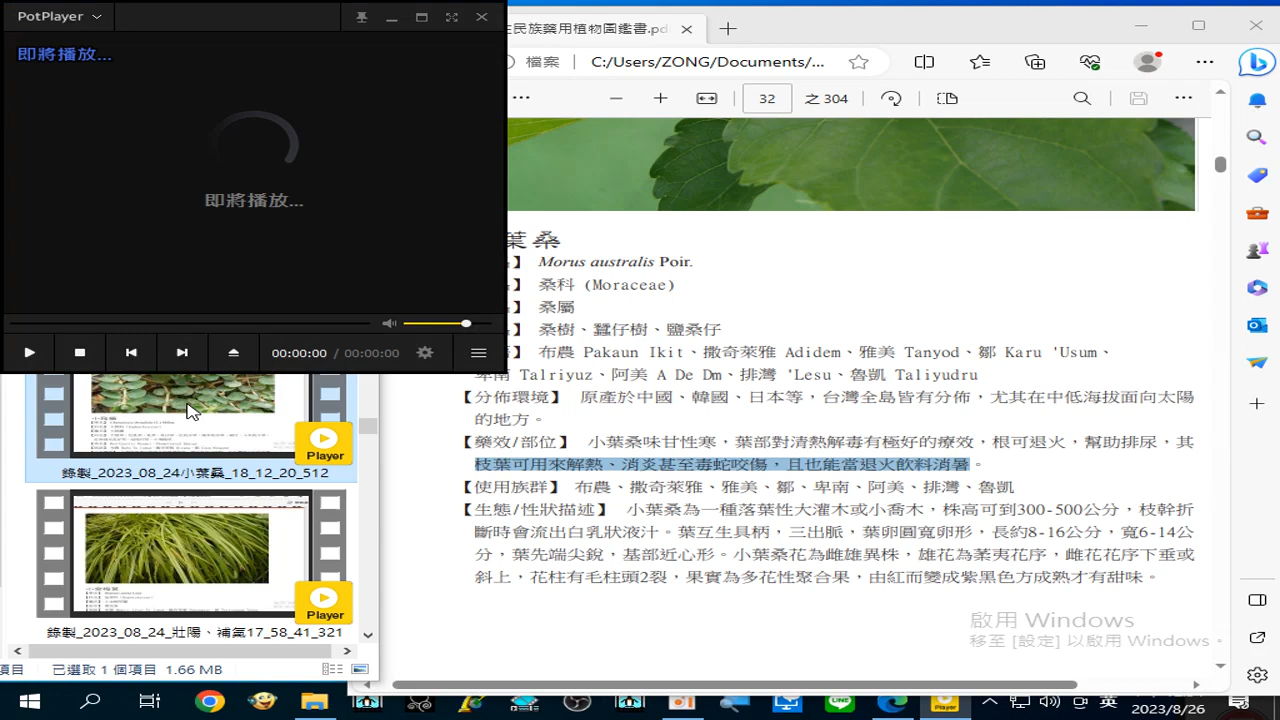 PotPlayer
即將播放...
即將播放...
00:00:00 / 00:00:00
Player
錄製_2023_08_24小葉桑_18_12_20_512
Player
錄製_2023_08_24_壯陽、補氣17_58_41_321
項目 已選取 1 個項目 1.66 MB
民族藥用植物圖鑑書.pd
檔案 C:/Users/ZONG/Documents/...
32 之 304
葉桑
】 Morus australis Poir.
】 桑科 (Moraceae)
】 桑屬
】 桑樹、蠶仔樹、鹽桑仔
】 布農 Pakaun Ikit、撒奇萊雅 Adidem、雅美 Tanyod、鄒 Karu 'Usum、
卑南 Talriyuz、阿美 A De Dm、排灣 'Lesu、魯凱 Taliyudru
【分佈環境】 原產於中國、韓國、日本等，台灣全島皆有分佈，尤其在中低海拔面向太陽
的地方。
【藥效/部位】 小葉桑味甘性寒，葉部對清熱解毒有極好的療效，根可退火，幫助排尿，其
枝葉可用來解熱、消炎甚至毒蛇咬傷，且也能當退火飲料消暑。
【使用族群】 布農、撒奇萊雅、雅美、鄒、卑南、阿美、排灣、魯凱
【生態/性狀描述】 小葉桑為一種落葉性大灌木或小喬木，株高可到300-500公分，枝幹折
斷時會流出白乳狀液汁。葉互生具柄，三出脈，葉卵圓寬卵形，長約8-16公分，寬6-14公
分，葉先端尖銳，基部近心形。小葉桑花為雌雄異株，雄花為葇荑花序，雌花花序下垂或
斜上，花柱有毛柱頭2裂，果實為多花性聚合果，由紅而變成紫黑色方成熟才有甜味。
啟用 Windows
移至 [設定] 以啟用 Windows。
英
2023/8/26